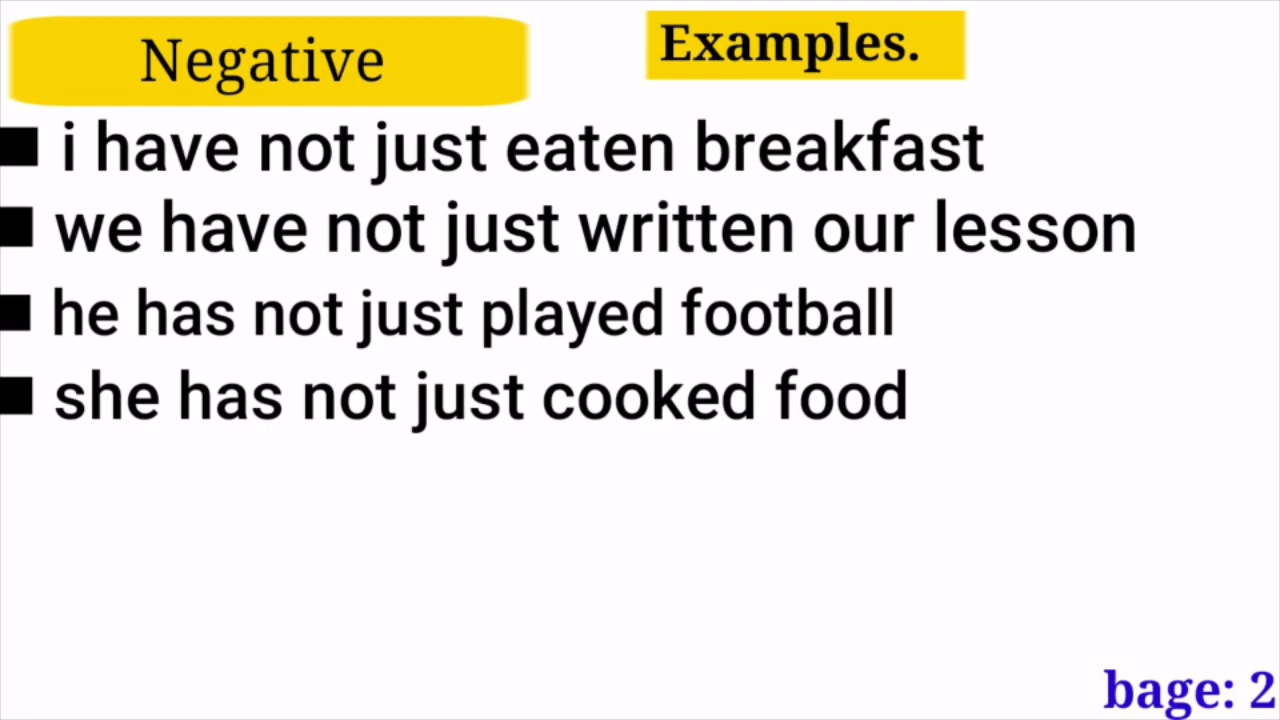 Negative
Examples.
i have not just eaten breakfast
we have not just written our lesson
he has not just played football
she has not just cooked food
bage: 2